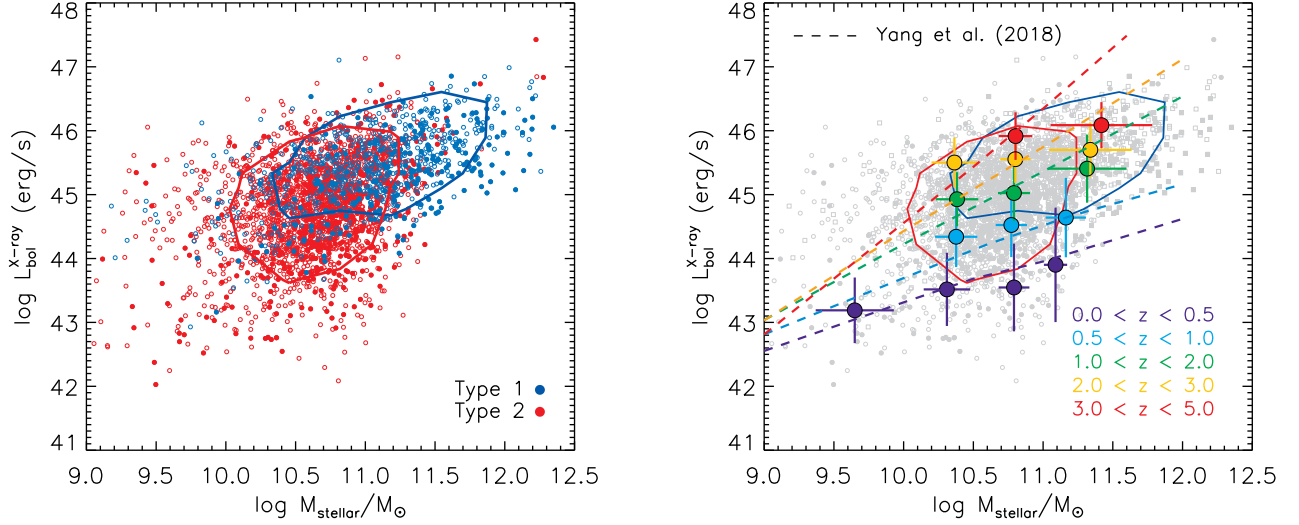 48
47
46
45
44
43
42
41
log L_bol^X-ray (erg/s)
Type 1
Type 2
9.0 9.5 10.0 10.5 11.0 11.5 12.0 12.5
log M_stellar/M_⊙
48
47
46
45
44
43
42
41
log L_bol^X-ray (erg/s)
Yang et al. (2018)
0.0 < z < 0.5
0.5 < z < 1.0
1.0 < z < 2.0
2.0 < z < 3.0
3.0 < z < 5.0
9.0 9.5 10.0 10.5 11.0 11.5 12.0 12.5
log M_stellar/M_⊙